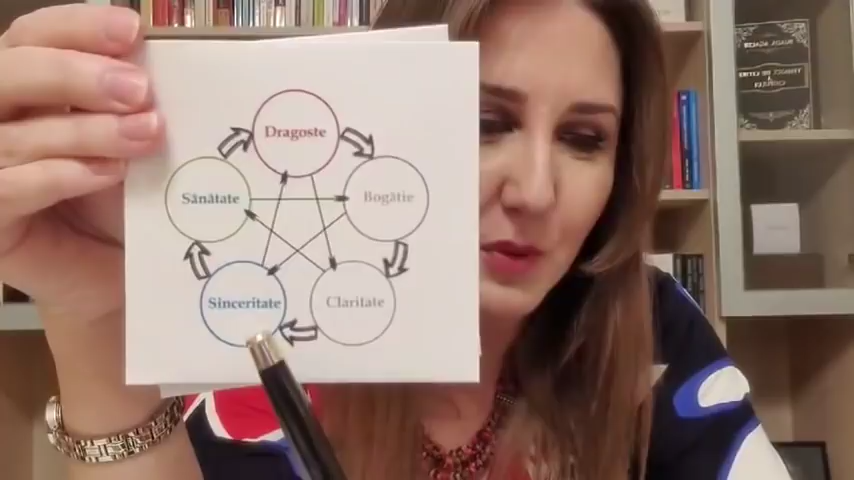 Dragoste
Sănătate
Bogăție
Sinceritate
Claritate